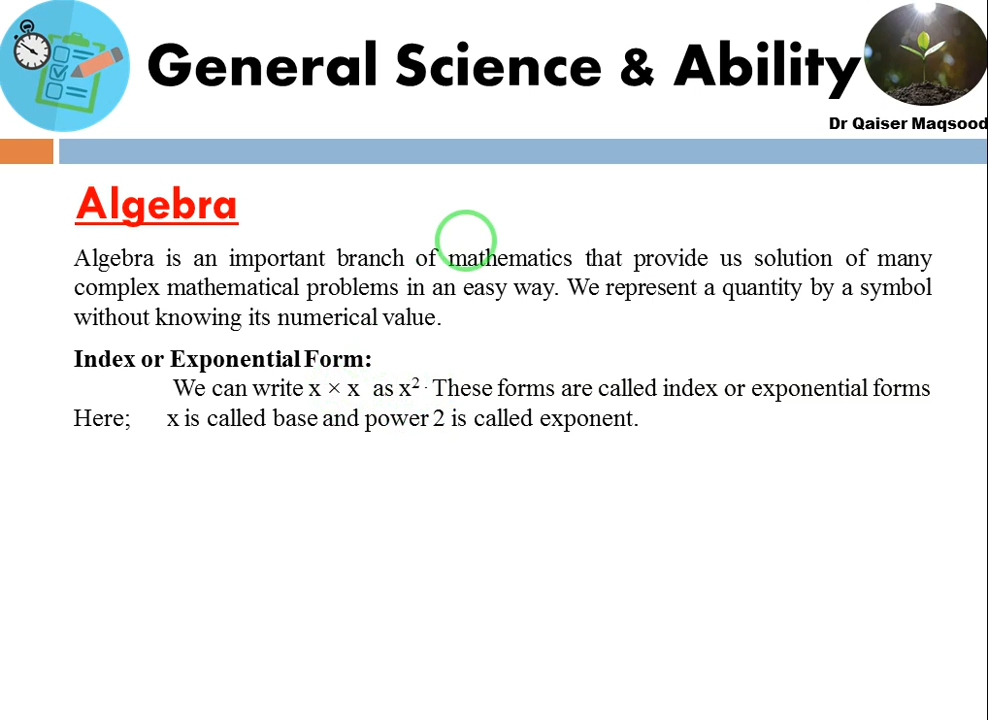 General Science & Ability
Dr Qaiser Maqsood
Algebra
Algebra is an important branch of mathematics that provide us solution of many
complex mathematical problems in an easy way. We represent a quantity by a symbol
without knowing its numerical value.
Index or Exponential Form:
We can write x × x as x². These forms are called index or exponential forms
Here; x is called base and power 2 is called exponent.